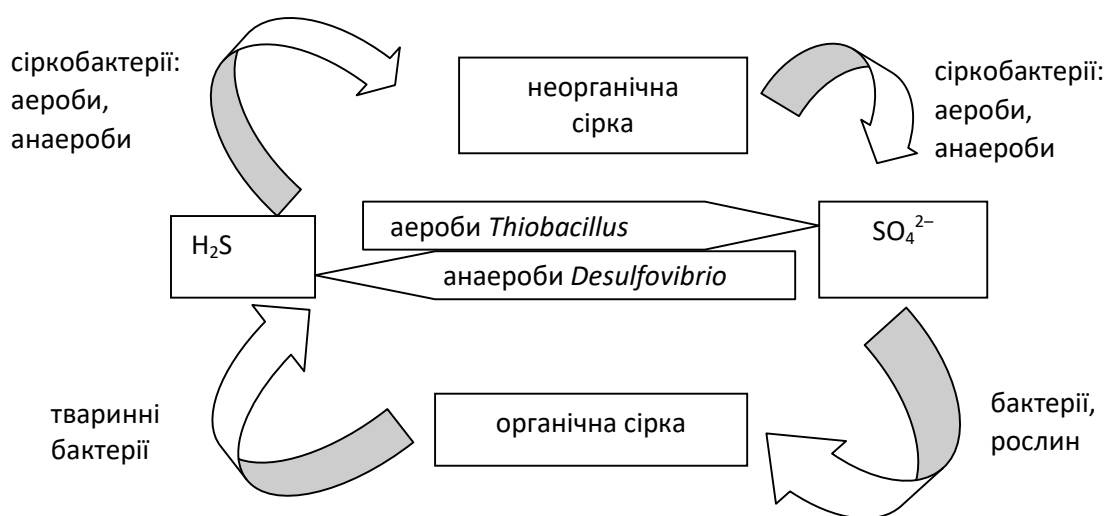 сіркобактерії:
аероби,
анаероби
неорганічна
сірка
сіркобактерії:
аероби,
анаероби
H₂S
аероби Thiobacillus
SO₄²⁻
анаероби Desulfovibrio
тваринні
бактерії
органічна сірка
бактерії,
рослин